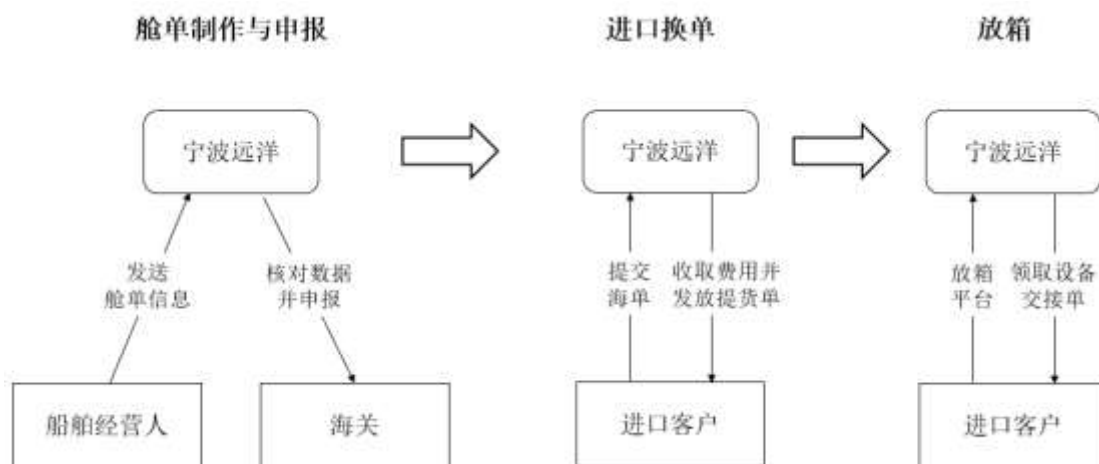 舱单制作与申报
进口换单
放箱
宁波远洋
宁波远洋
宁波远洋
发送
舱单信息
核对数据
并申报
提交
海单
收取费用并
发放提货单
放箱
平台
领取设备
交接单
船舶经营人
海关
进口客户
进口客户